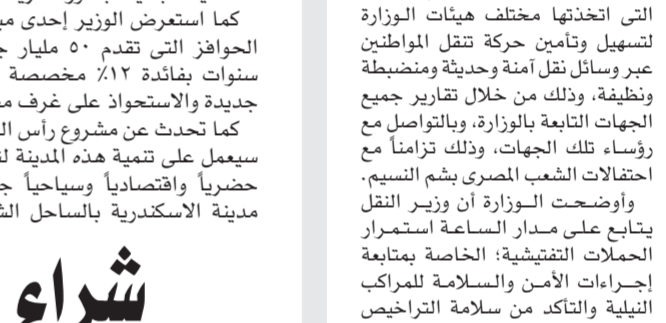 التى اتخذتها مختلف هيئات الوزارة
لتسهيل وتأمين حركة تنقل المواطنين
عبر وسائل نقل آمنة وحديثة ومنضبطة
ونظيفة، وذلك من خلال تقارير جميع
الجهات التابعة بالوزارة، وبالتواصل مع
رؤساء تلك الجهات، وذلك تزامناً مع
احتفالات الشعب المصرى بشم النسيم.
وأوضحت الوزارة أن وزير النقل
يتابع على مدار الساعة استمرار
الحملات التفتيشية؛ الخاصة بمتابعة
إجراءات الأمن والسلامة للمراكب
النيلية والتأكد من سلامة التراخيص
كما استعرض الوزير إحدى
الحوافز التى تقدم ٥٠ مليار
سنوات بفائدة ١٢٪ مخصصة
جديدة والاستحواذ على غرف
كما تحدث عن مشروع رأس
سيعمل على تنمية هذه المدينة
حضرياً واقتصادياً وسياحياً
مدينة الاسكندرية بالساحل
شراء